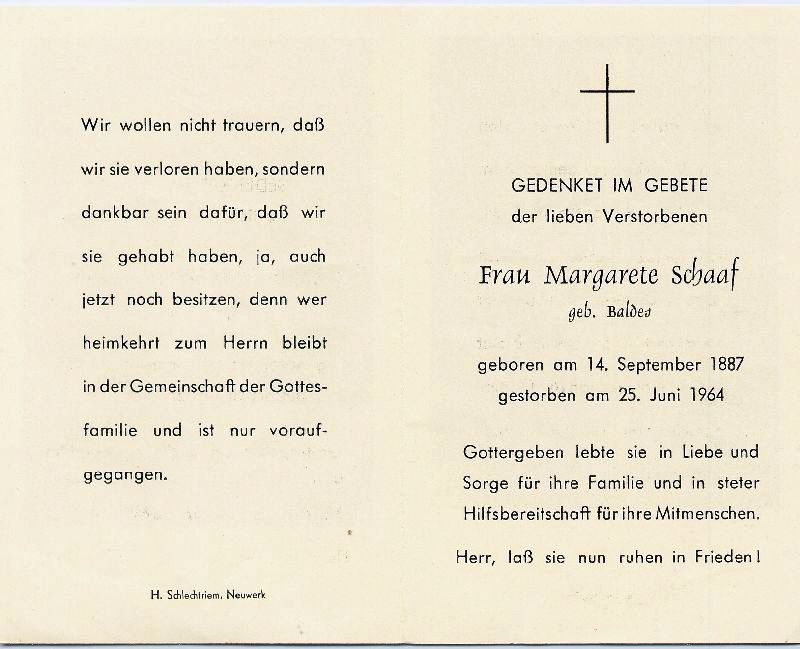 Wir wollen nicht trauern, daß
wir sie verloren haben, sondern
dankbar sein dafür, daß wir
sie gehabt haben, ja, auch
jetzt noch besitzen, denn wer
heimkehrt zum Herrn bleibt
in der Gemeinschaft der Gottes-
familie und ist nur vorauf-
gegangen.
H. Schlechtriem, Neuwerk
GEDENKET IM GEBETE
der lieben Verstorbenen
Frau Margarete Schaaf
geb. Baldes
geboren am 14. September 1887
gestorben am 25. Juni 1964
Gottergeben lebte sie in Liebe und
Sorge für ihre Familie und in steter
Hilfsbereitschaft für ihre Mitmenschen.
Herr, laß sie nun ruhen in Frieden!